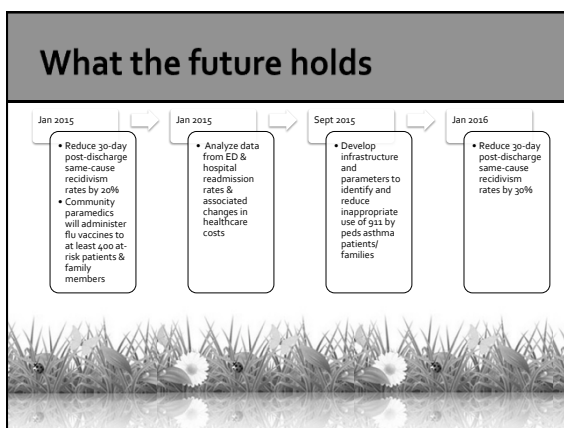 What the future holds
Jan 2015
• Reduce 30-day
post-discharge
same-cause
recidivism
rates by 20%
• Community
paramedics
will administer
flu vaccines to
at least 400 at-
risk patients &
family
members
Jan 2015
• Analyze data
from ED &
hospital
readmission
rates &
associated
changes in
healthcare
costs
Sept 2015
• Develop
infrastructure
and
parameters to
identify and
reduce
inappropriate
use of 911 by
peds asthma
patients/
families
Jan 2016
• Reduce 30-day
post-discharge
same-cause
recidivism
rates by 30%